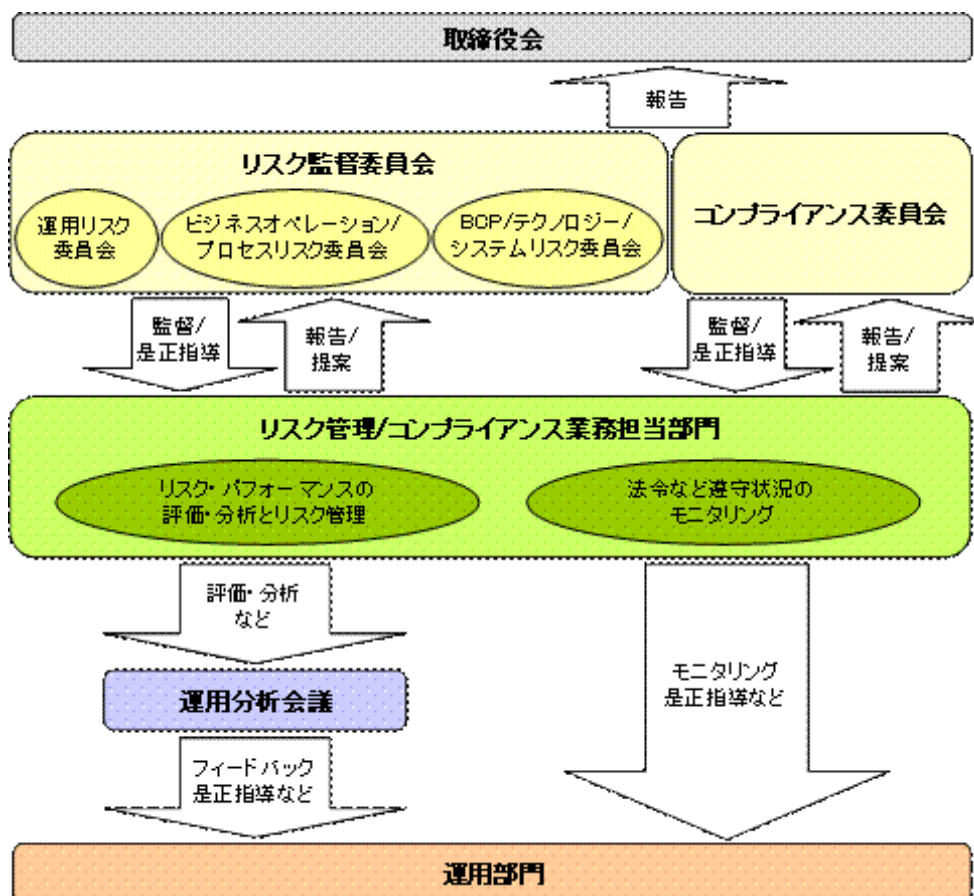 取締役会
報告
リスク監督委員会
運用リスク
委員会
ビジネスオペレーション/
プロセスリスク委員会
BCP/テクノロジー/
システムリスク委員会
コンプライアンス委員会
監督/
是正指導
報告/
提案
監督/
是正指導
報告/
提案
リスク管理/コンプライアンス業務担当部門
リスク・パフォーマンスの
評価・分析とリスク管理
法令など遵守状況の
モニタリング
評価・分析
など
運用分析会議
モニタリング
是正指導など
フィードバック
是正指導など
運用部門